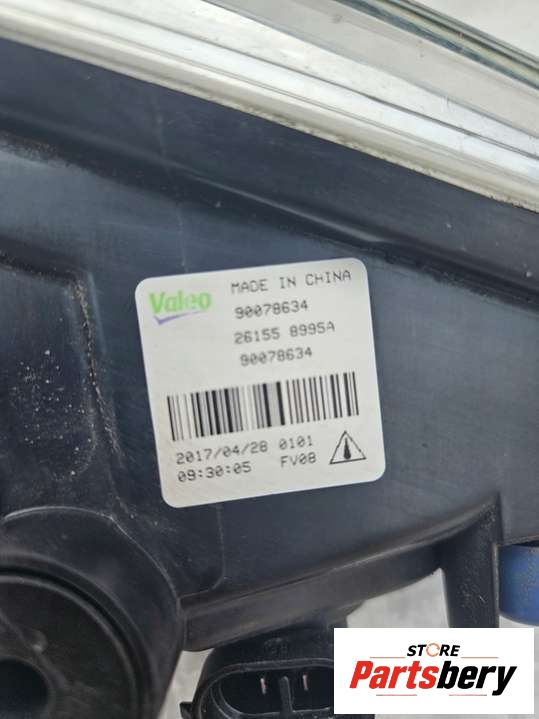 Valeo MADE IN CHINA
90078634
26155 8995A
90078634
2017/04/28 0101
09:30:05 FV08
STORE
Partsbery